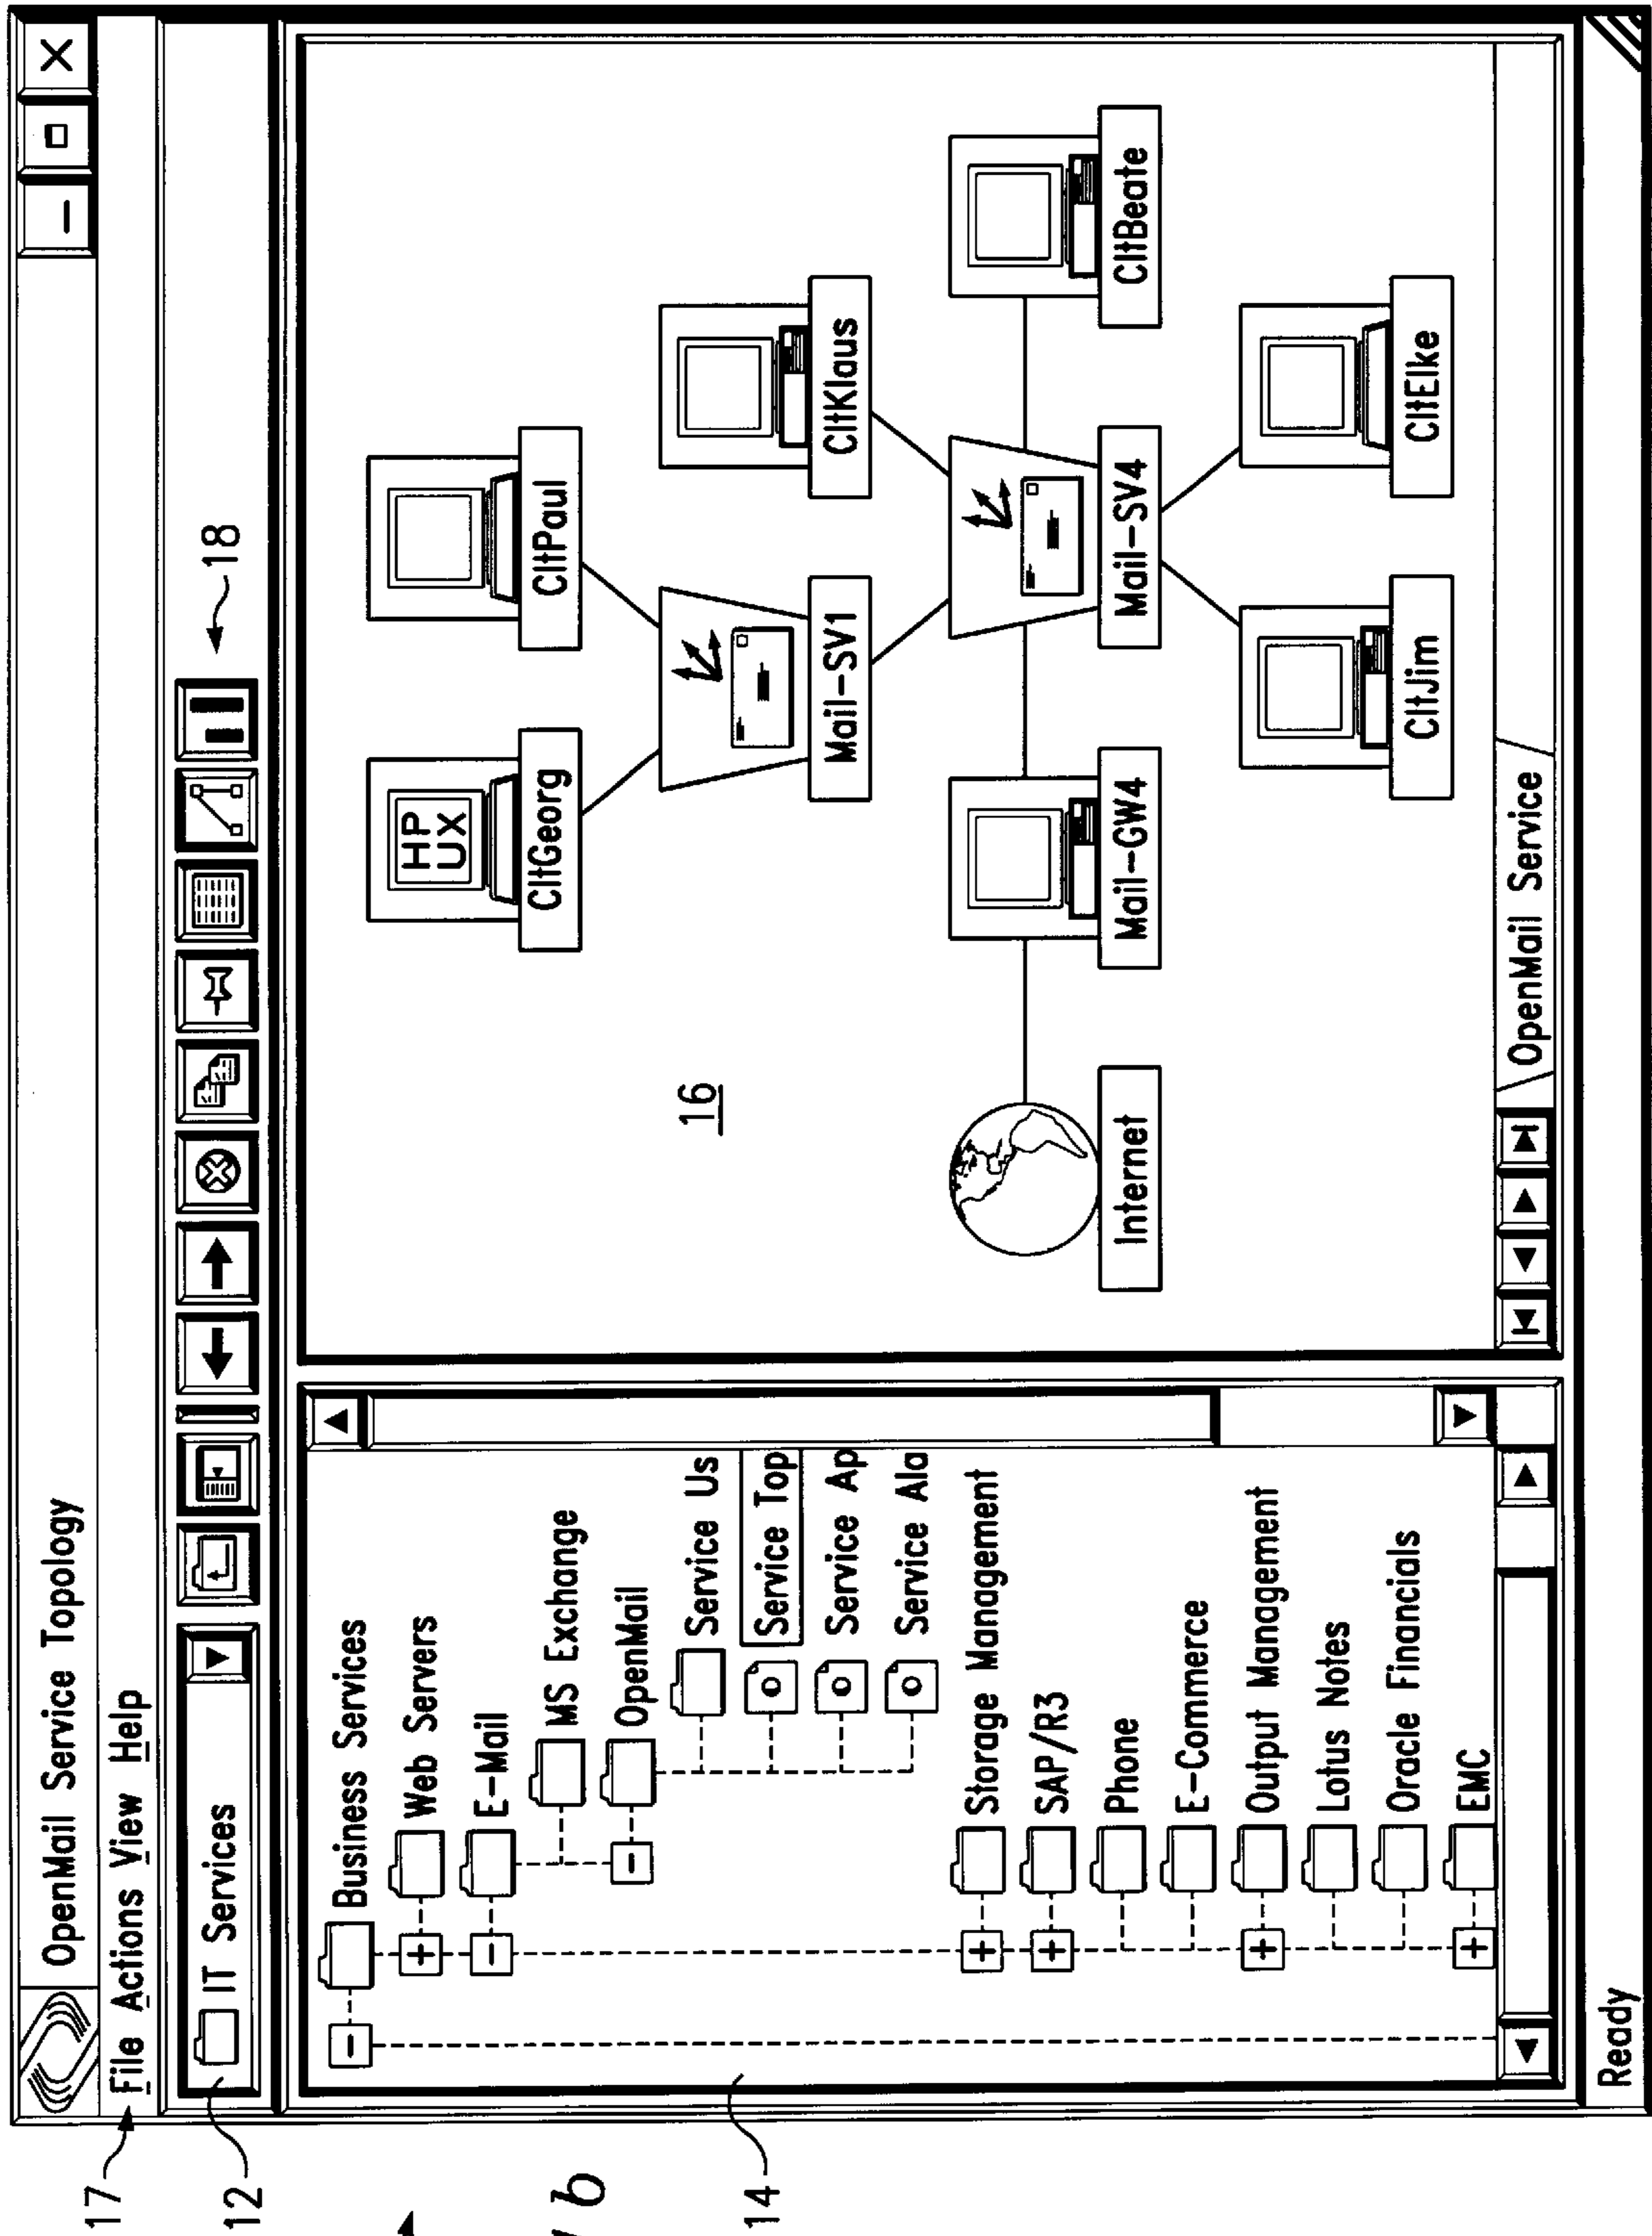 OpenMail Service Topology
17
File Actions View Help
12
IT Services
18
14
Business Services
Web Servers
E-Mail
MS Exchange
OpenMail
Service Us
Service Top
Service Ap
Service Ala
Storage Management
SAP/R3
Phone
E-Commerce
Output Management
Lotus Notes
Oracle Financials
EMC
16
HP
UX
CltGeorg
CltPaul
Mail-SV1
CltKlaus
Internet
Mail-GW4
Mail-SV4
CltBeate
CltJim
CltElke
OpenMail Service
Ready
b